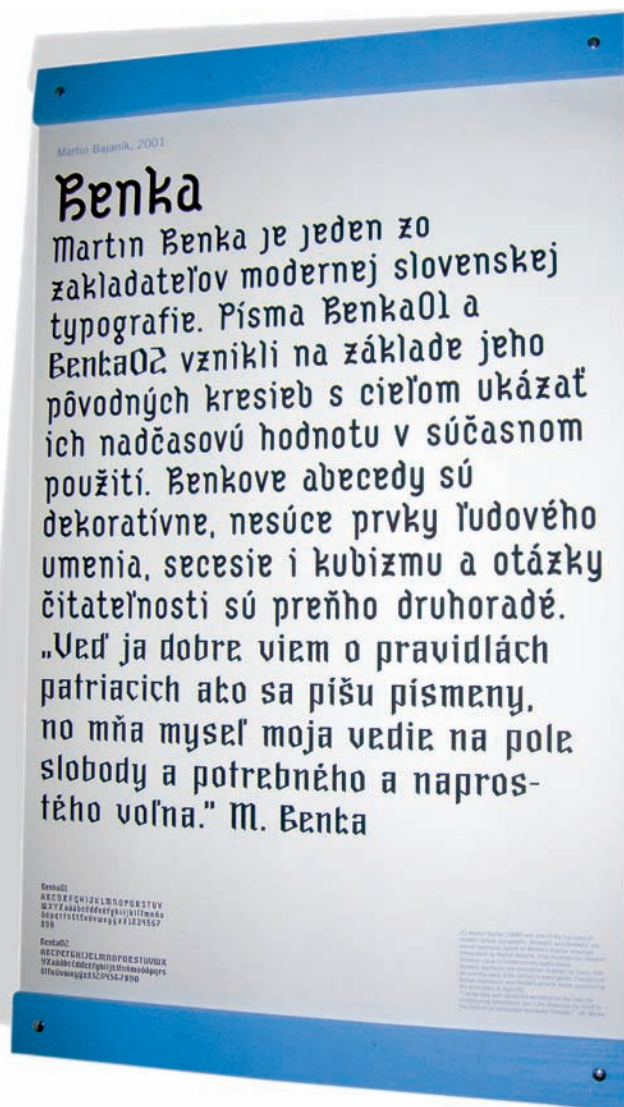 Martin Bajaník, 2001
Benka
Martin Benka je jeden zo
zakladateľov modernej slovenskej
typografie. Písma Benka01 a
Benka02 vznikli na základe jeho
pôvodných kresieb s cieľom ukázať
ich nadčasovú hodnotu v súčasnom
použití. Benkove abecedy sú
dekoratívne, nesúce prvky ľudového
umenia, secesie i kubizmu a otázky
čitateľnosti sú preňho druhoradé.
„Veď ja dobre viem o pravidlách
patriacich ako sa píšu písmeny,
no mňa myseľ moja vedie na pole
slobody a potrebného a napros-
tého voľna." M. Benka
Benka01
Benka02